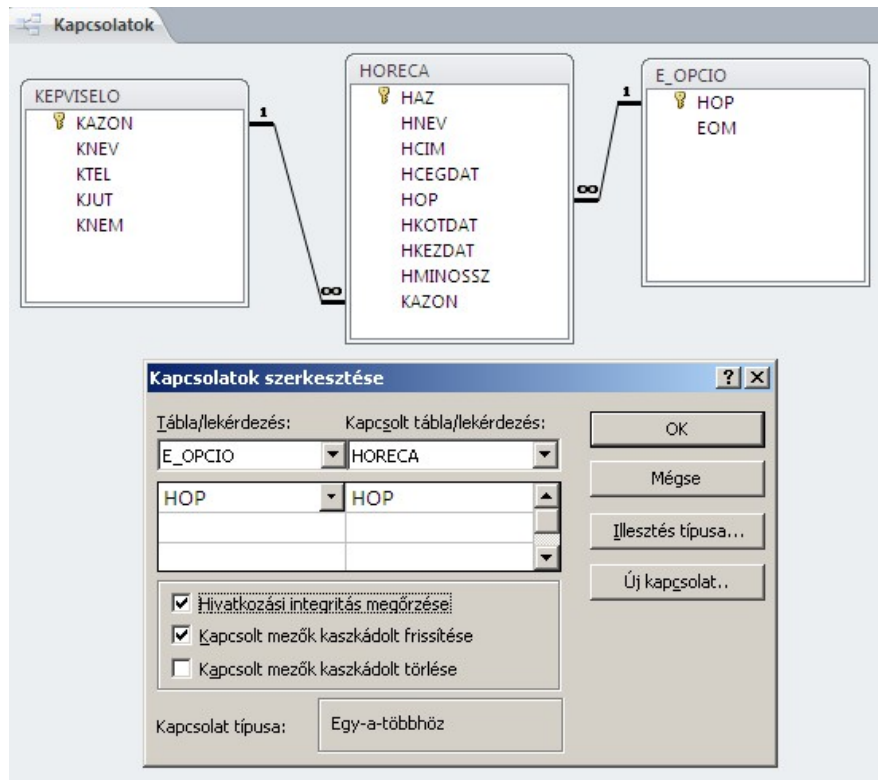 Kapcsolatok
KEPVISELO
KAZON
KNEV
KTEL
KJUT
KNEM
1
∞
HORECA
HAZ
HNEV
HCIM
HCEGDAT
HOP
HKOTDAT
HKEZDAT
HMINOSSZ
KAZON
1
∞
E_OPCIO
HOP
EOM
Kapcsolatok szerkesztése
Tábla/lekérdezés: Kapcsolt tábla/lekérdezés:
E_OPCIO HORECA
HOP HOP
Hivatkozási integritás megőrzése
Kapcsolt mezők kaszkádolt frissítése
Kapcsolt mezők kaszkádolt törlése
Kapcsolat típusa: Egy-a-többhöz
OK
Mégse
Illesztés típusa...
Új kapcsolat..